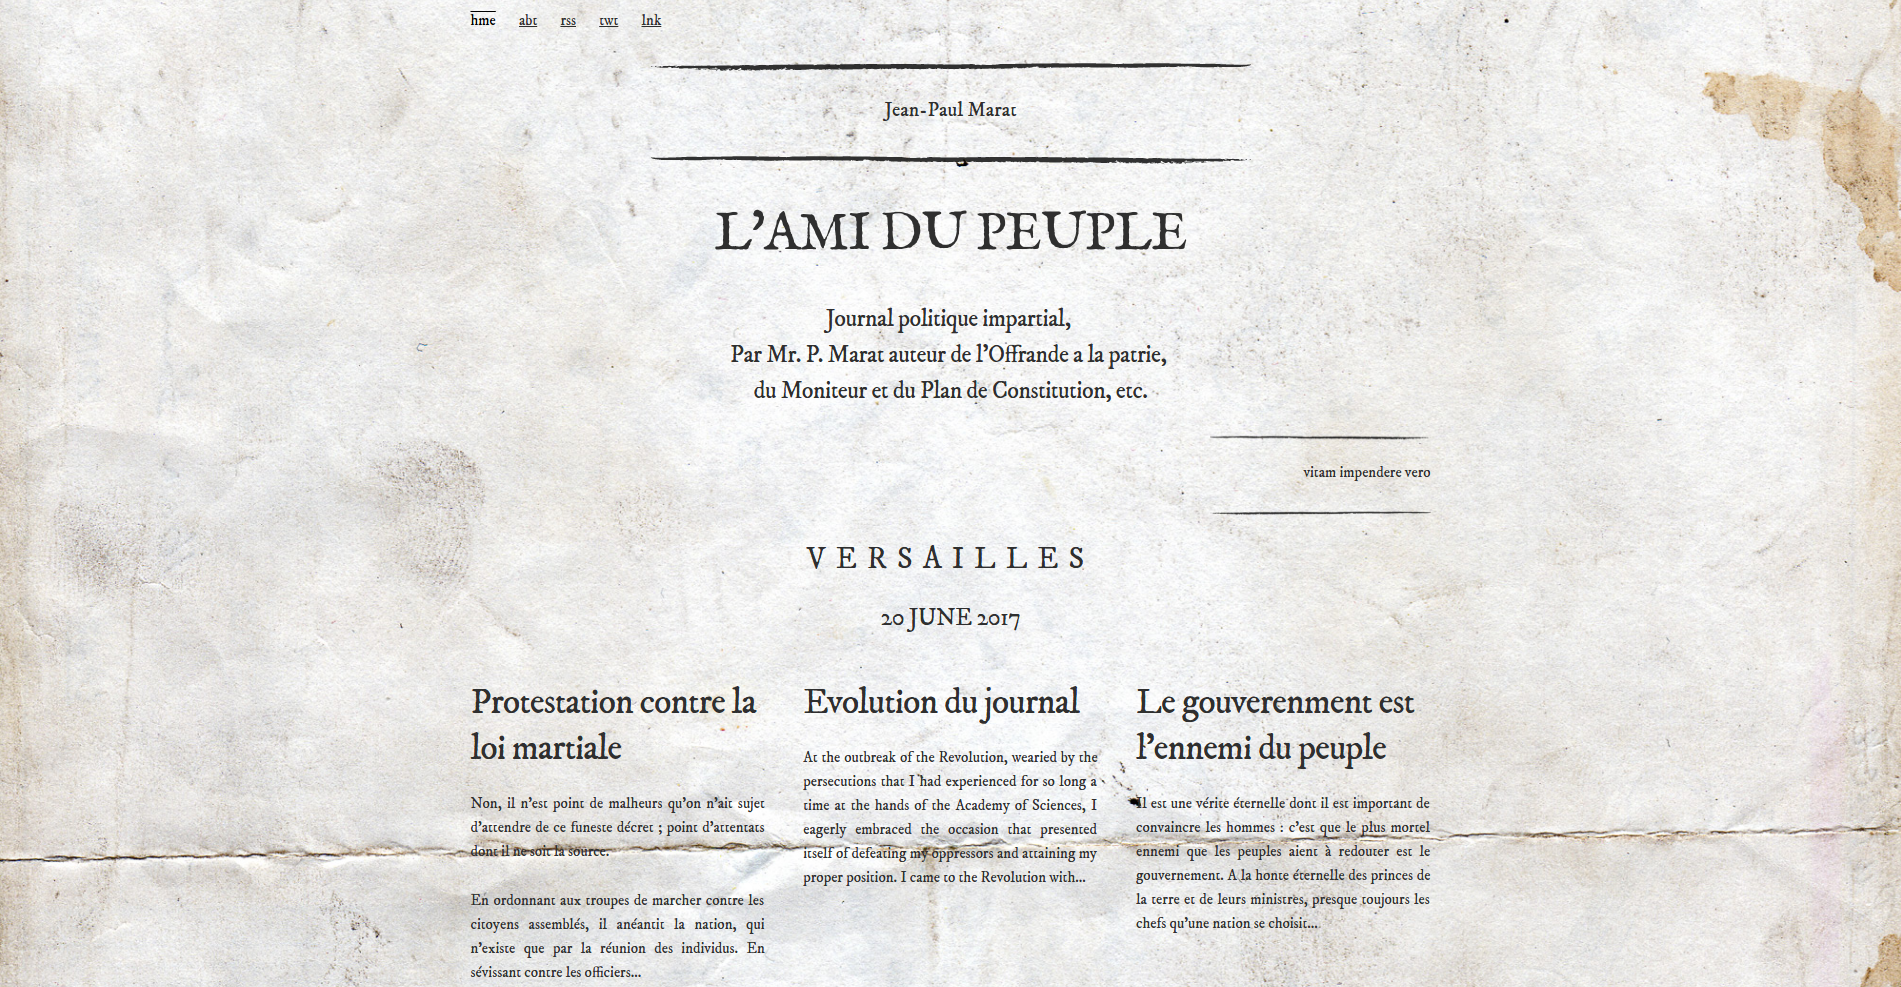 hme abt rss twt lnk
Jean-Paul Marat
L’AMI DU PEUPLE
Journal politique impartial,
Par Mr. P. Marat auteur de l’Offrande a la patrie,
du Moniteur et du Plan de Constitution, etc.
vitam impendere vero
VERSAILLES
20 JUNE 2017
Protestation contre la
loi martiale
Non, il n’est point de malheurs qu’on n’ait sujet
d’attendre de ce funeste décret ; point d’attentats
dont il ne soit la source.
En ordonnant aux troupes de marcher contre les
citoyens assemblés, il anéantit la nation, qui
n’existe que par la réunion des individus. En
sévissant contre les officiers...
Evolution du journal
At the outbreak of the Revolution, wearied by the
persecutions that I had experienced for so long a
time at the hands of the Academy of Sciences, I
eagerly embraced the occasion that presented
itself of defeating my oppressors and attaining my
proper position. I came to the Revolution with...
Le gouverenment est
l’ennemi du peuple
Il est une vérite éternelle dont il est important de
convaincre les hommes : c’est que le plus mortel
ennemi que les peuples aient à redouter est le
gouvernement. A la honte éternelle des princes de
la terre et de leurs ministres, presque toujours les
chefs qu’une nation se choisit...